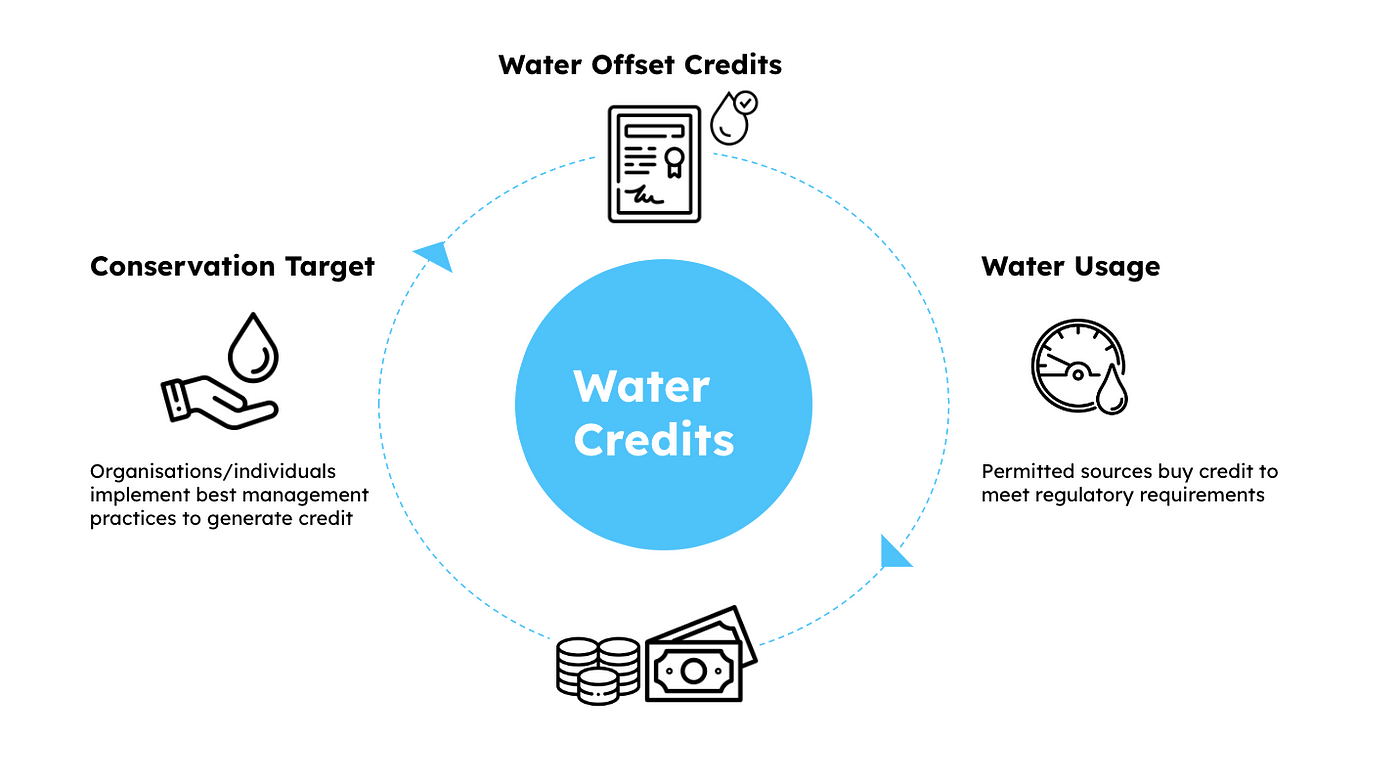 Water Offset Credits
Conservation Target
Water Usage
Water
Credits
Organisations/individuals
implement best management
practices to generate credit
Permitted sources buy credit to
meet regulatory requirements